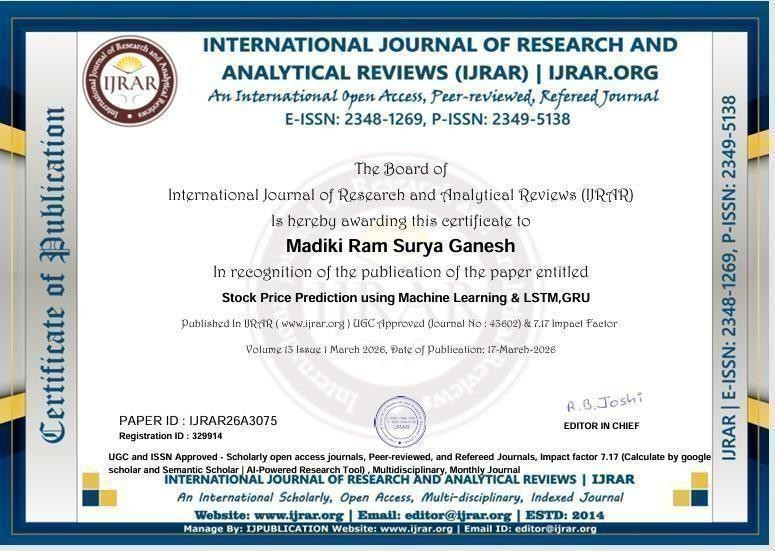 INTERNATIONAL JOURNAL OF RESEARCH AND
ANALYTICAL REVIEWS (IJRAR) | IJRAR.ORG
An International Open Access, Peer-reviewed, Refereed Journal
E-ISSN: 2348-1269, P-ISSN: 2349-5138
International Journal of Research and Analytical Reviews
IJRAR
Certificate of Publication
The Board of
International Journal of Research and Analytical Reviews (IJRAR)
Is hereby awarding this certificate to
Madiki Ram Surya Ganesh
In recognition of the publication of the paper entitled
Stock Price Prediction using Machine Learning & LSTM,GRU
Published In IJRAR ( www.ijrar.org ) UGC Approved (Journal No : 43602) & 7.17 Impact Factor
Volume 13 Issue 1 March 2026, Date of Publication: 17-March-2026
PAPER ID : IJRAR26A3075
Registration ID : 329914
IJRAR
R.B.Joshi
EDITOR IN CHIEF
UGC and ISSN Approved - Scholarly open access journals, Peer-reviewed, and Refereed Journals, Impact factor 7.17 (Calculate by google
scholar and Semantic Scholar | AI-Powered Research Tool) , Multidisciplinary, Monthly Journal
INTERNATIONAL JOURNAL OF RESEARCH AND ANALYTICAL REVIEWS | IJRAR
An International Scholarly, Open Access, Multi-disciplinary, Indexed Journal
Website: www.ijrar.org | Email: editor@ijrar.org | ESTD: 2014
Manage By: IJPUBLICATION Website: www.ijrar.org | Email ID: editor@ijrar.org
IJRAR | E-ISSN: 2348-1269, P-ISSN: 2349-5138